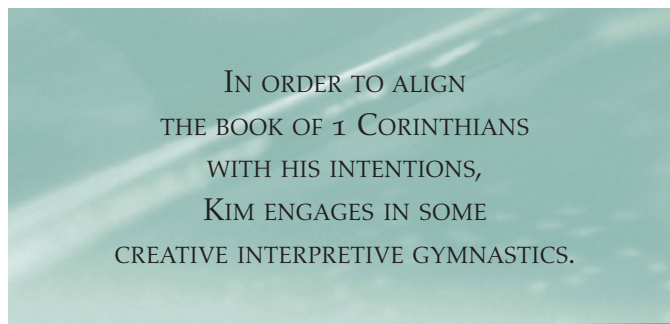 In order to align
the book of 1 Corinthians
with his intentions,
Kim engages in some
creative interpretive gymnastics.